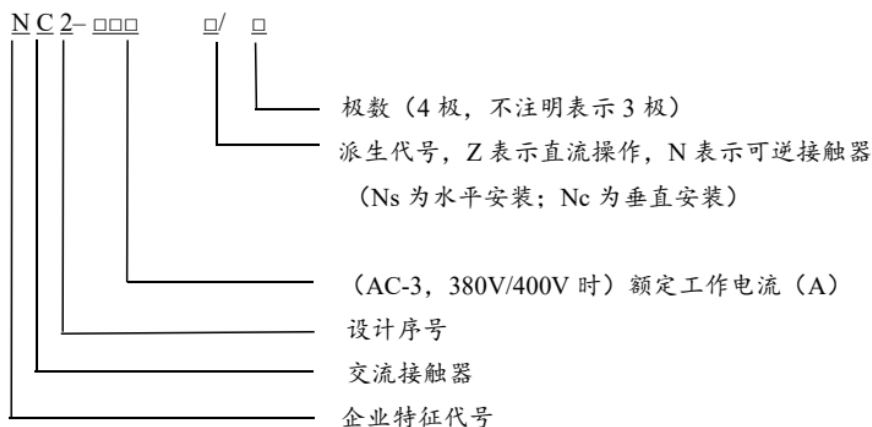 NC2–□□□ □/ □
极数（4 极，不注明表示 3 极）
派生代号，Z 表示直流操作，N 表示可逆接触器
（Ns 为水平安装；Nc 为垂直安装）
（AC-3，380V/400V 时）额定工作电流（A）
设计序号
交流接触器
企业特征代号